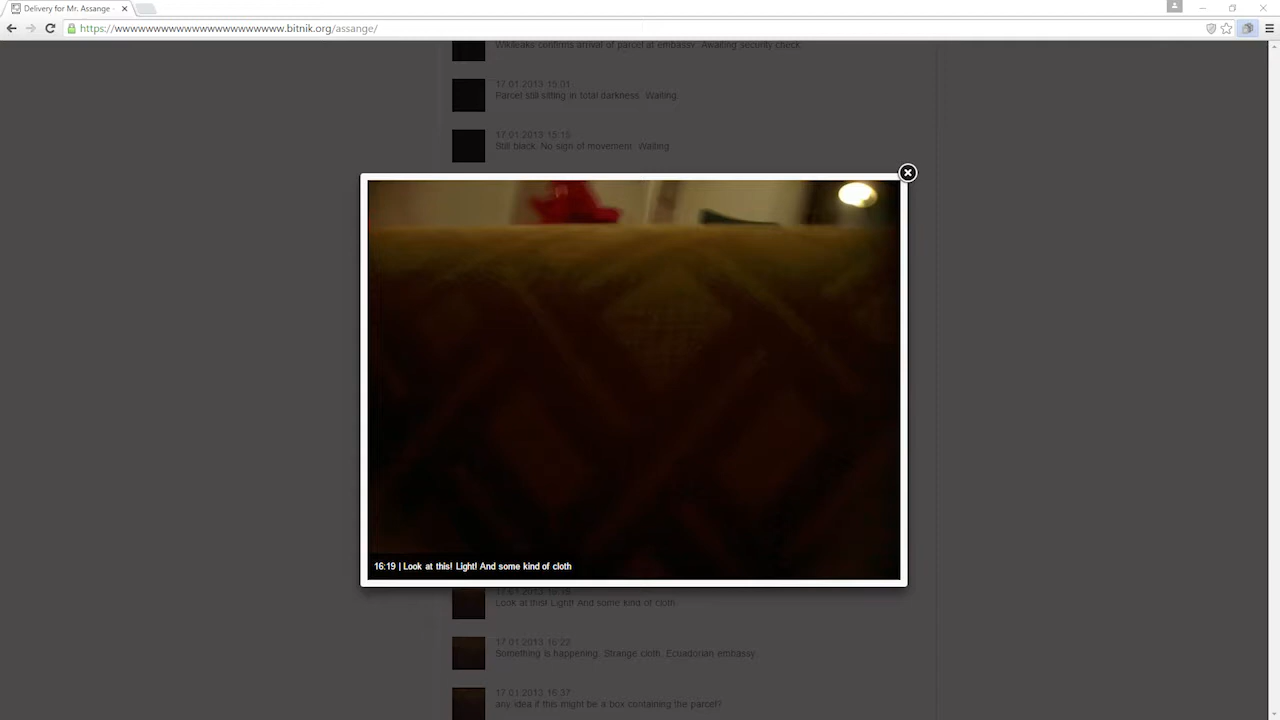 Delivery for Mr. Assange -
https://wwwwwwwwwwwwwwwwwwwwww.bitnik.org/assange/
Wikileaks confirms arrival of parcel at embassy. Awaiting security check
17.01.2013 15:01
Parcel still sitting in total darkness. Waiting.
17.01.2013 15:15
Still black. No sign of movement. Waiting
16:19 | Look at this! Light! And some kind of cloth
Look at this! Light! And some kind of cloth
17.01.2013 16:22
Something is happening. Strange cloth. Ecuadorian embassy.
17.01.2013 16:37
any idea if this might be a box containing the parcel?